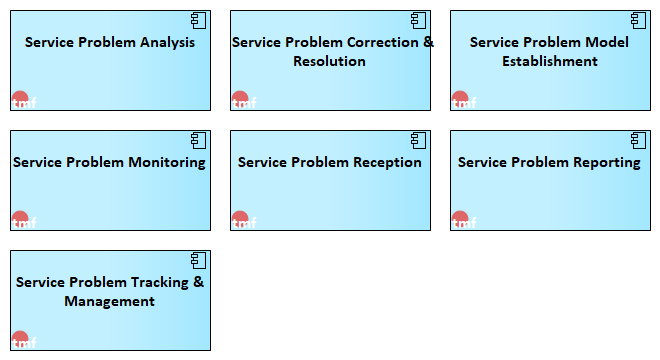 Service Problem Analysis
Service Problem Correction &
Resolution
Service Problem Model
Establishment
tmf
tmf
tmf
Service Problem Monitoring
Service Problem Reception
Service Problem Reporting
tmf
tmf
tmf
Service Problem Tracking &
Management
tmf